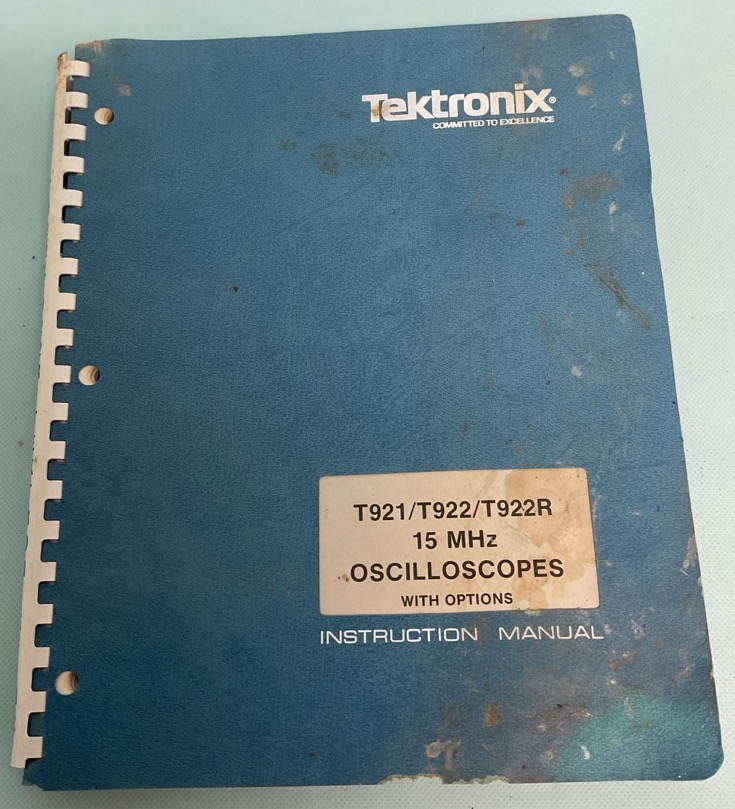 Tektronix®
COMMITTED TO EXCELLENCE
T921/T922/T922R
15 MHz
OSCILLOSCOPES
WITH OPTIONS
INSTRUCTION MANUAL